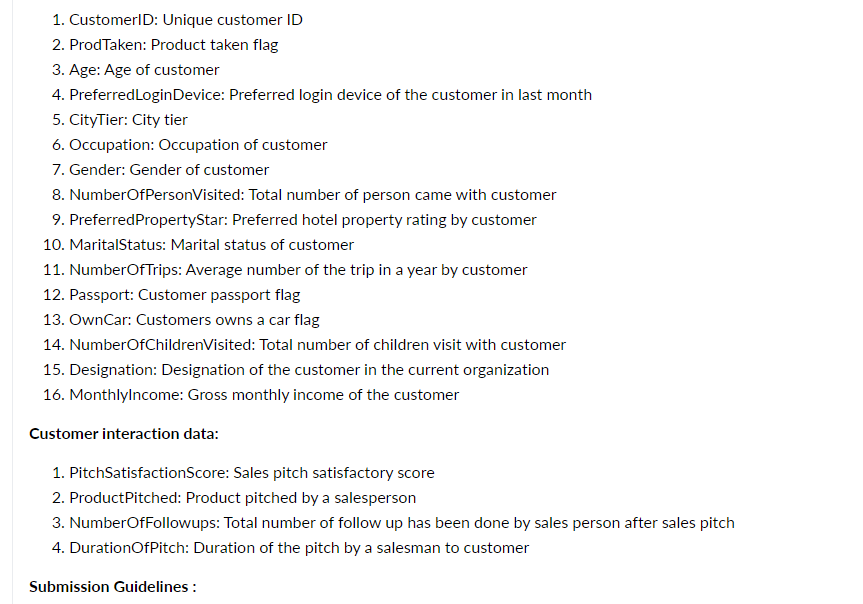 1. CustomerID: Unique customer ID
2. ProdTaken: Product taken flag
3. Age: Age of customer
4. PreferredLoginDevice: Preferred login device of the customer in last month
5. CityTier: City tier
6. Occupation: Occupation of customer
7. Gender: Gender of customer
8. NumberOfPersonVisited: Total number of person came with customer
9. PreferredPropertyStar: Preferred hotel property rating by customer
10. MaritalStatus: Marital status of customer
11. NumberOfTrips: Average number of the trip in a year by customer
12. Passport: Customer passport flag
13. OwnCar: Customers owns a car flag
14. NumberOfChildrenVisited: Total number of children visit with customer
15. Designation: Designation of the customer in the current organization
16. MonthlyIncome: Gross monthly income of the customer
Customer interaction data:
1. PitchSatisfactionScore: Sales pitch satisfactory score
2. ProductPitched: Product pitched by a salesperson
3. NumberOfFollowups: Total number of follow up has been done by sales person after sales pitch
4. DurationOfPitch: Duration of the pitch by a salesman to customer
Submission Guidelines :